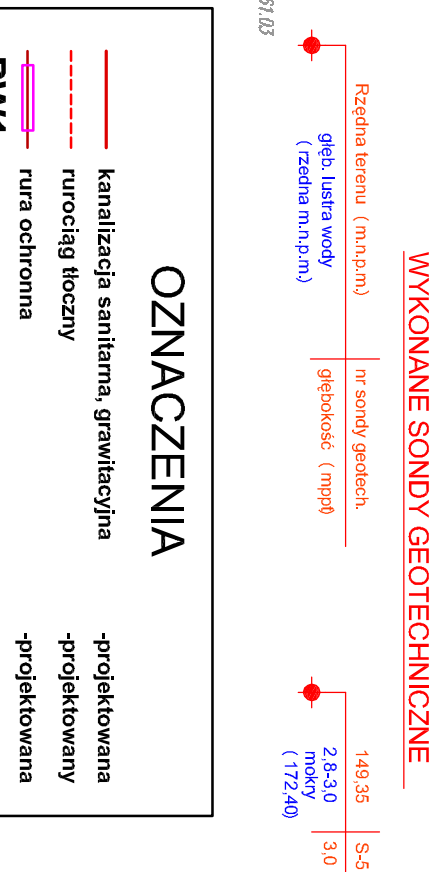 WYKONANE SONDY GEOTECHNICZNE
Rzędna terenu ( m.n.p.m.)
nr sondy geotech.
głęb. lustra wody
( rzedna m.n.p.m.)
głębokość ( mppt)
149,35
S-5
2,8-3,0
mokry
( 172,40)
3,0
OZNACZENIA
kanalizacja sanitarna, grawitacyjna -projektowana
rurociąg tłoczny -projektowany
rura ochronna -projektowana